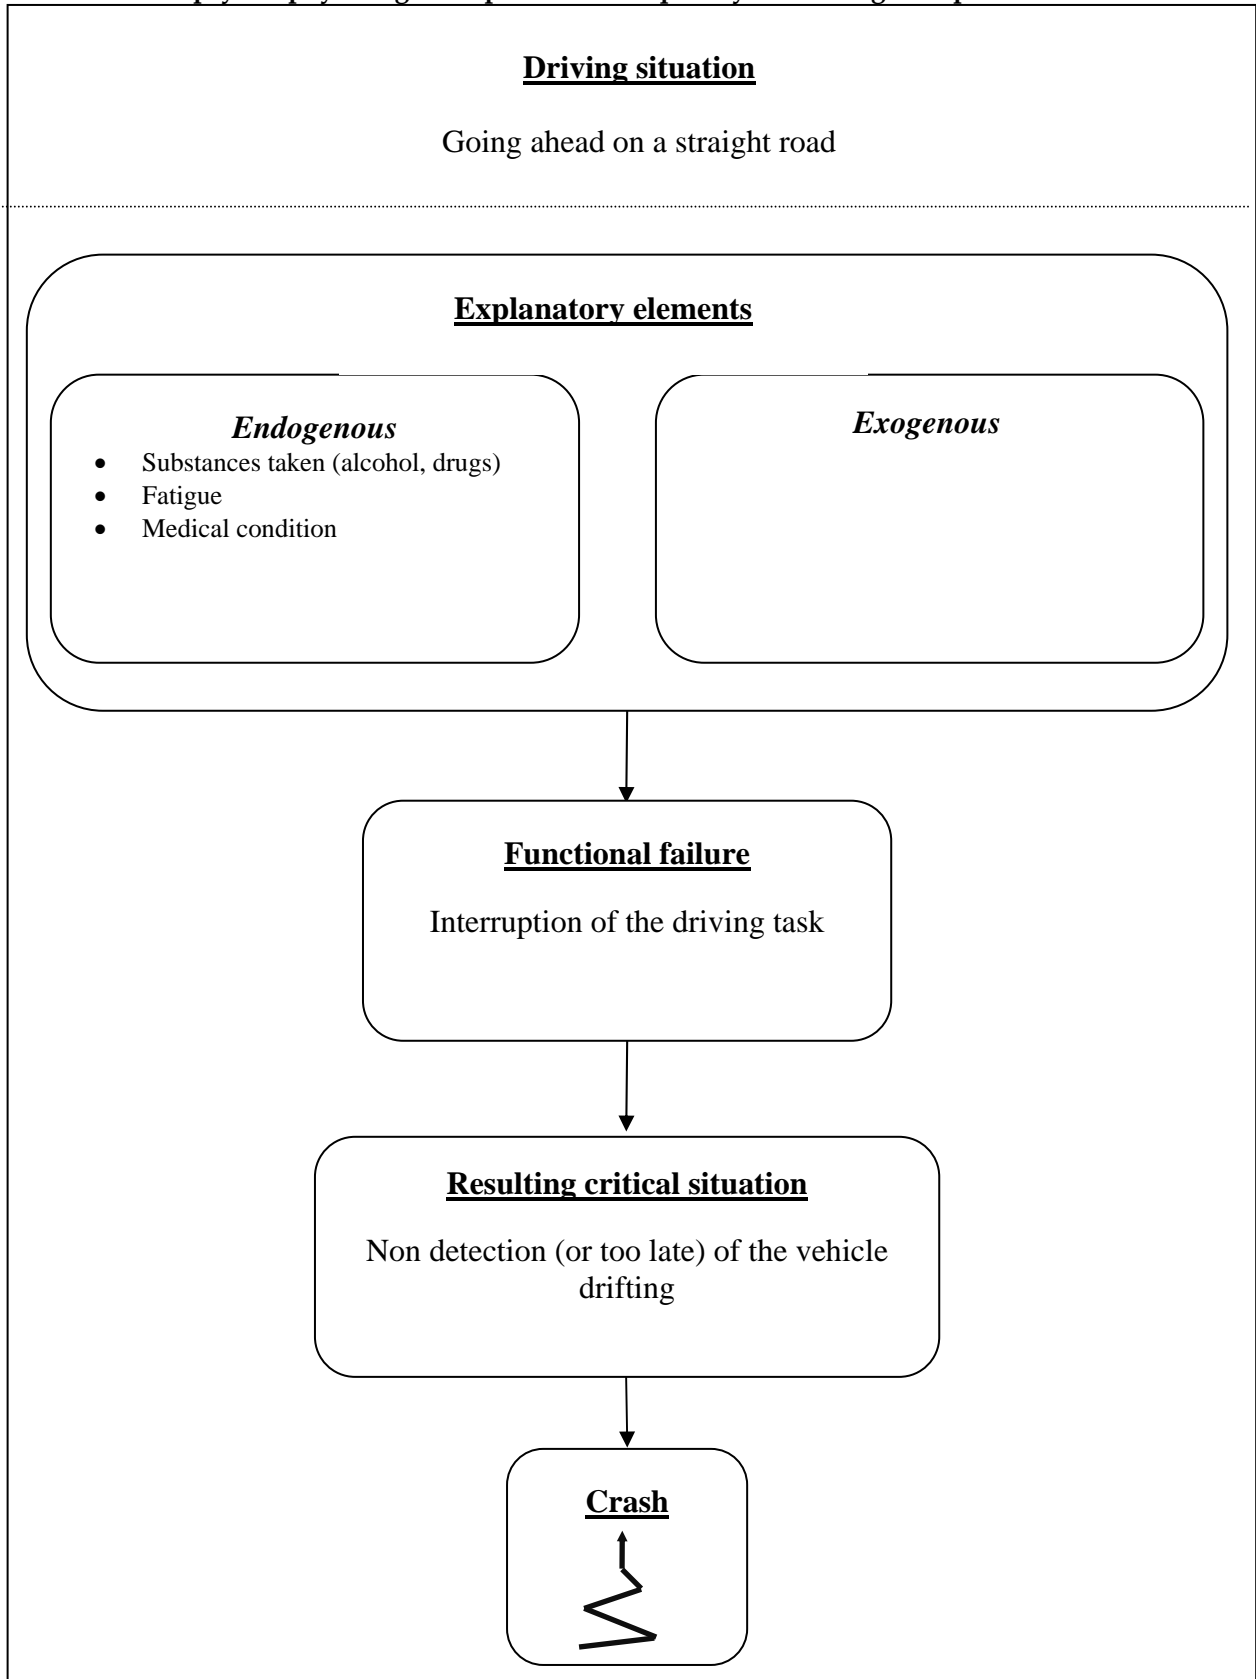 Driving situation
Going ahead on a straight road
Explanatory elements
Endogenous
• Substances taken (alcohol, drugs)
• Fatigue
• Medical condition
Exogenous
Functional failure
Interruption of the driving task
Resulting critical situation
Non detection (or too late) of the vehicle
drifting
Crash